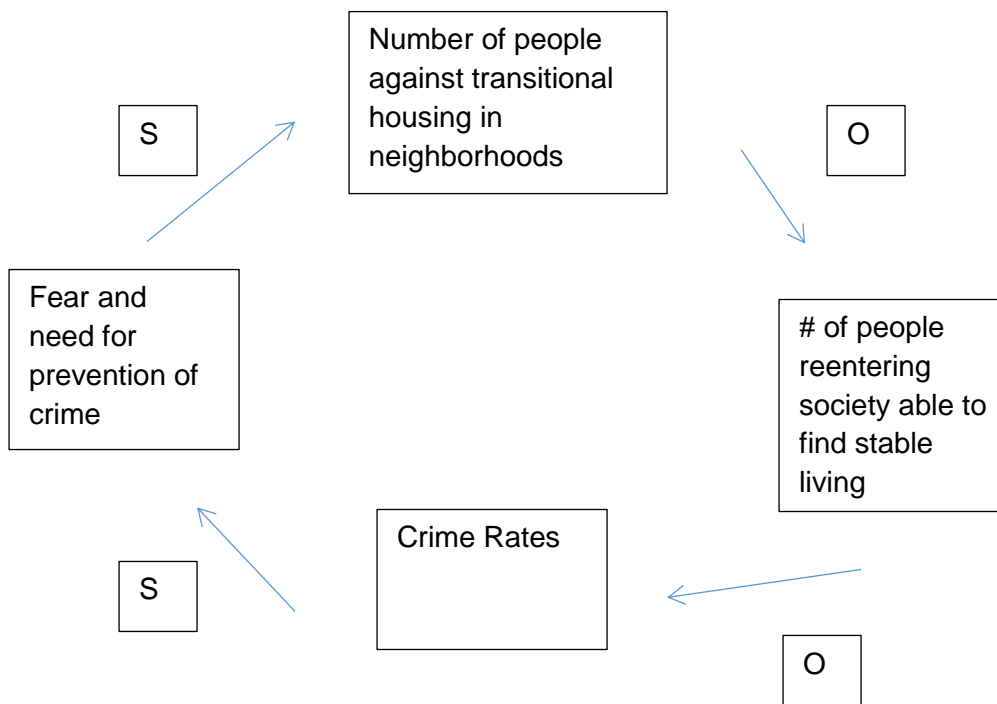 Number of people
against transitional
housing in
neighborhoods
S
O
Fear and
need for
prevention of
crime
# of people
reentering
society able to
find stable
living
Crime Rates
S
O